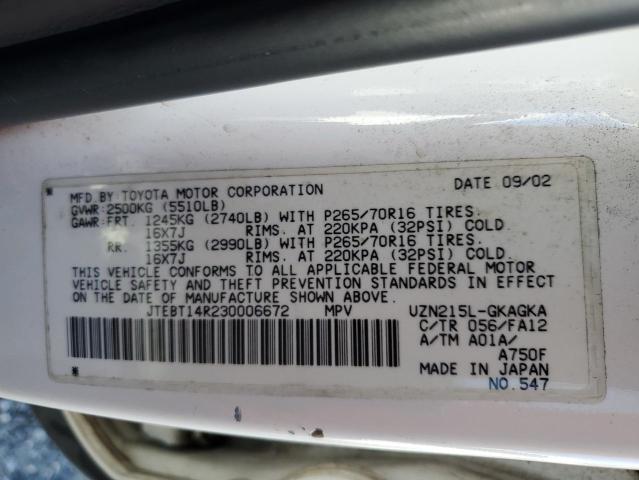 MFD.BY TOYOTA MOTOR CORPORATION DATE 09/02
GVWR:2500KG (5510LB)
GAWR:FRT. 1245KG (2740LB) WITH P265/70R16 TIRES.
16X7J RIMS. AT 220KPA (32PSI) COLD.
RR. 1355KG (2990LB) WITH P265/70R16 TIRES.
16X7J RIMS. AT 220KPA (32PSI) COLD.
THIS VEHICLE CONFORMS TO ALL APPLICABLE FEDERAL MOTOR
VEHICLE SAFETY AND THEFT PREVENTION STANDARDS IN EFFECT
ON THE DATE OF MANUFACTURE SHOWN ABOVE.
JTEBT14R230006672 MPV UZN215L-GKAGKA
C/TR 056/FA12
A/TM A01A/
A750F
MADE IN JAPAN
NO.547